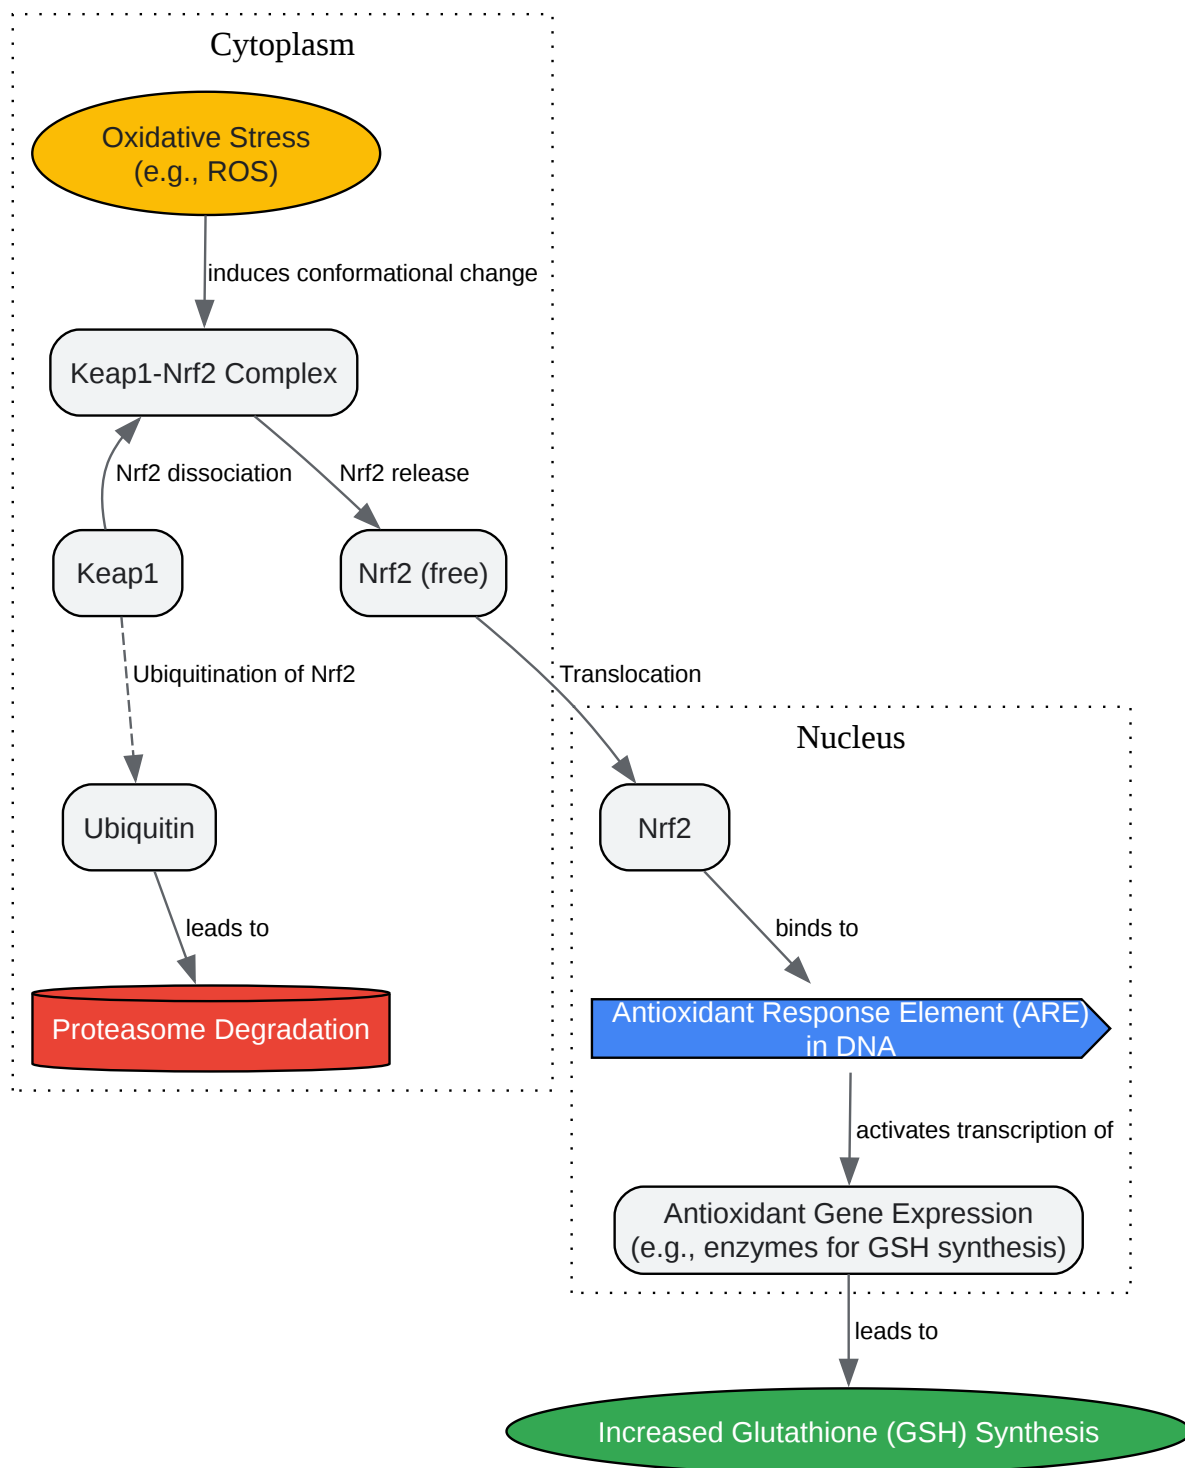 Cytoplasm
Oxidative Stress
(e.g., ROS)
induces conformational change
Keap1-Nrf2 Complex
Nrf2 dissociation
Nrf2 release
Keap1
Nrf2 (free)
Ubiquitination of Nrf2
Translocation
Nucleus
Ubiquitin
Nrf2
leads to
binds to
Proteasome Degradation
Antioxidant Response Element (ARE)
in DNA
activates transcription of
Antioxidant Gene Expression
(e.g., enzymes for GSH synthesis)
leads to
Increased Glutathione (GSH) Synthesis